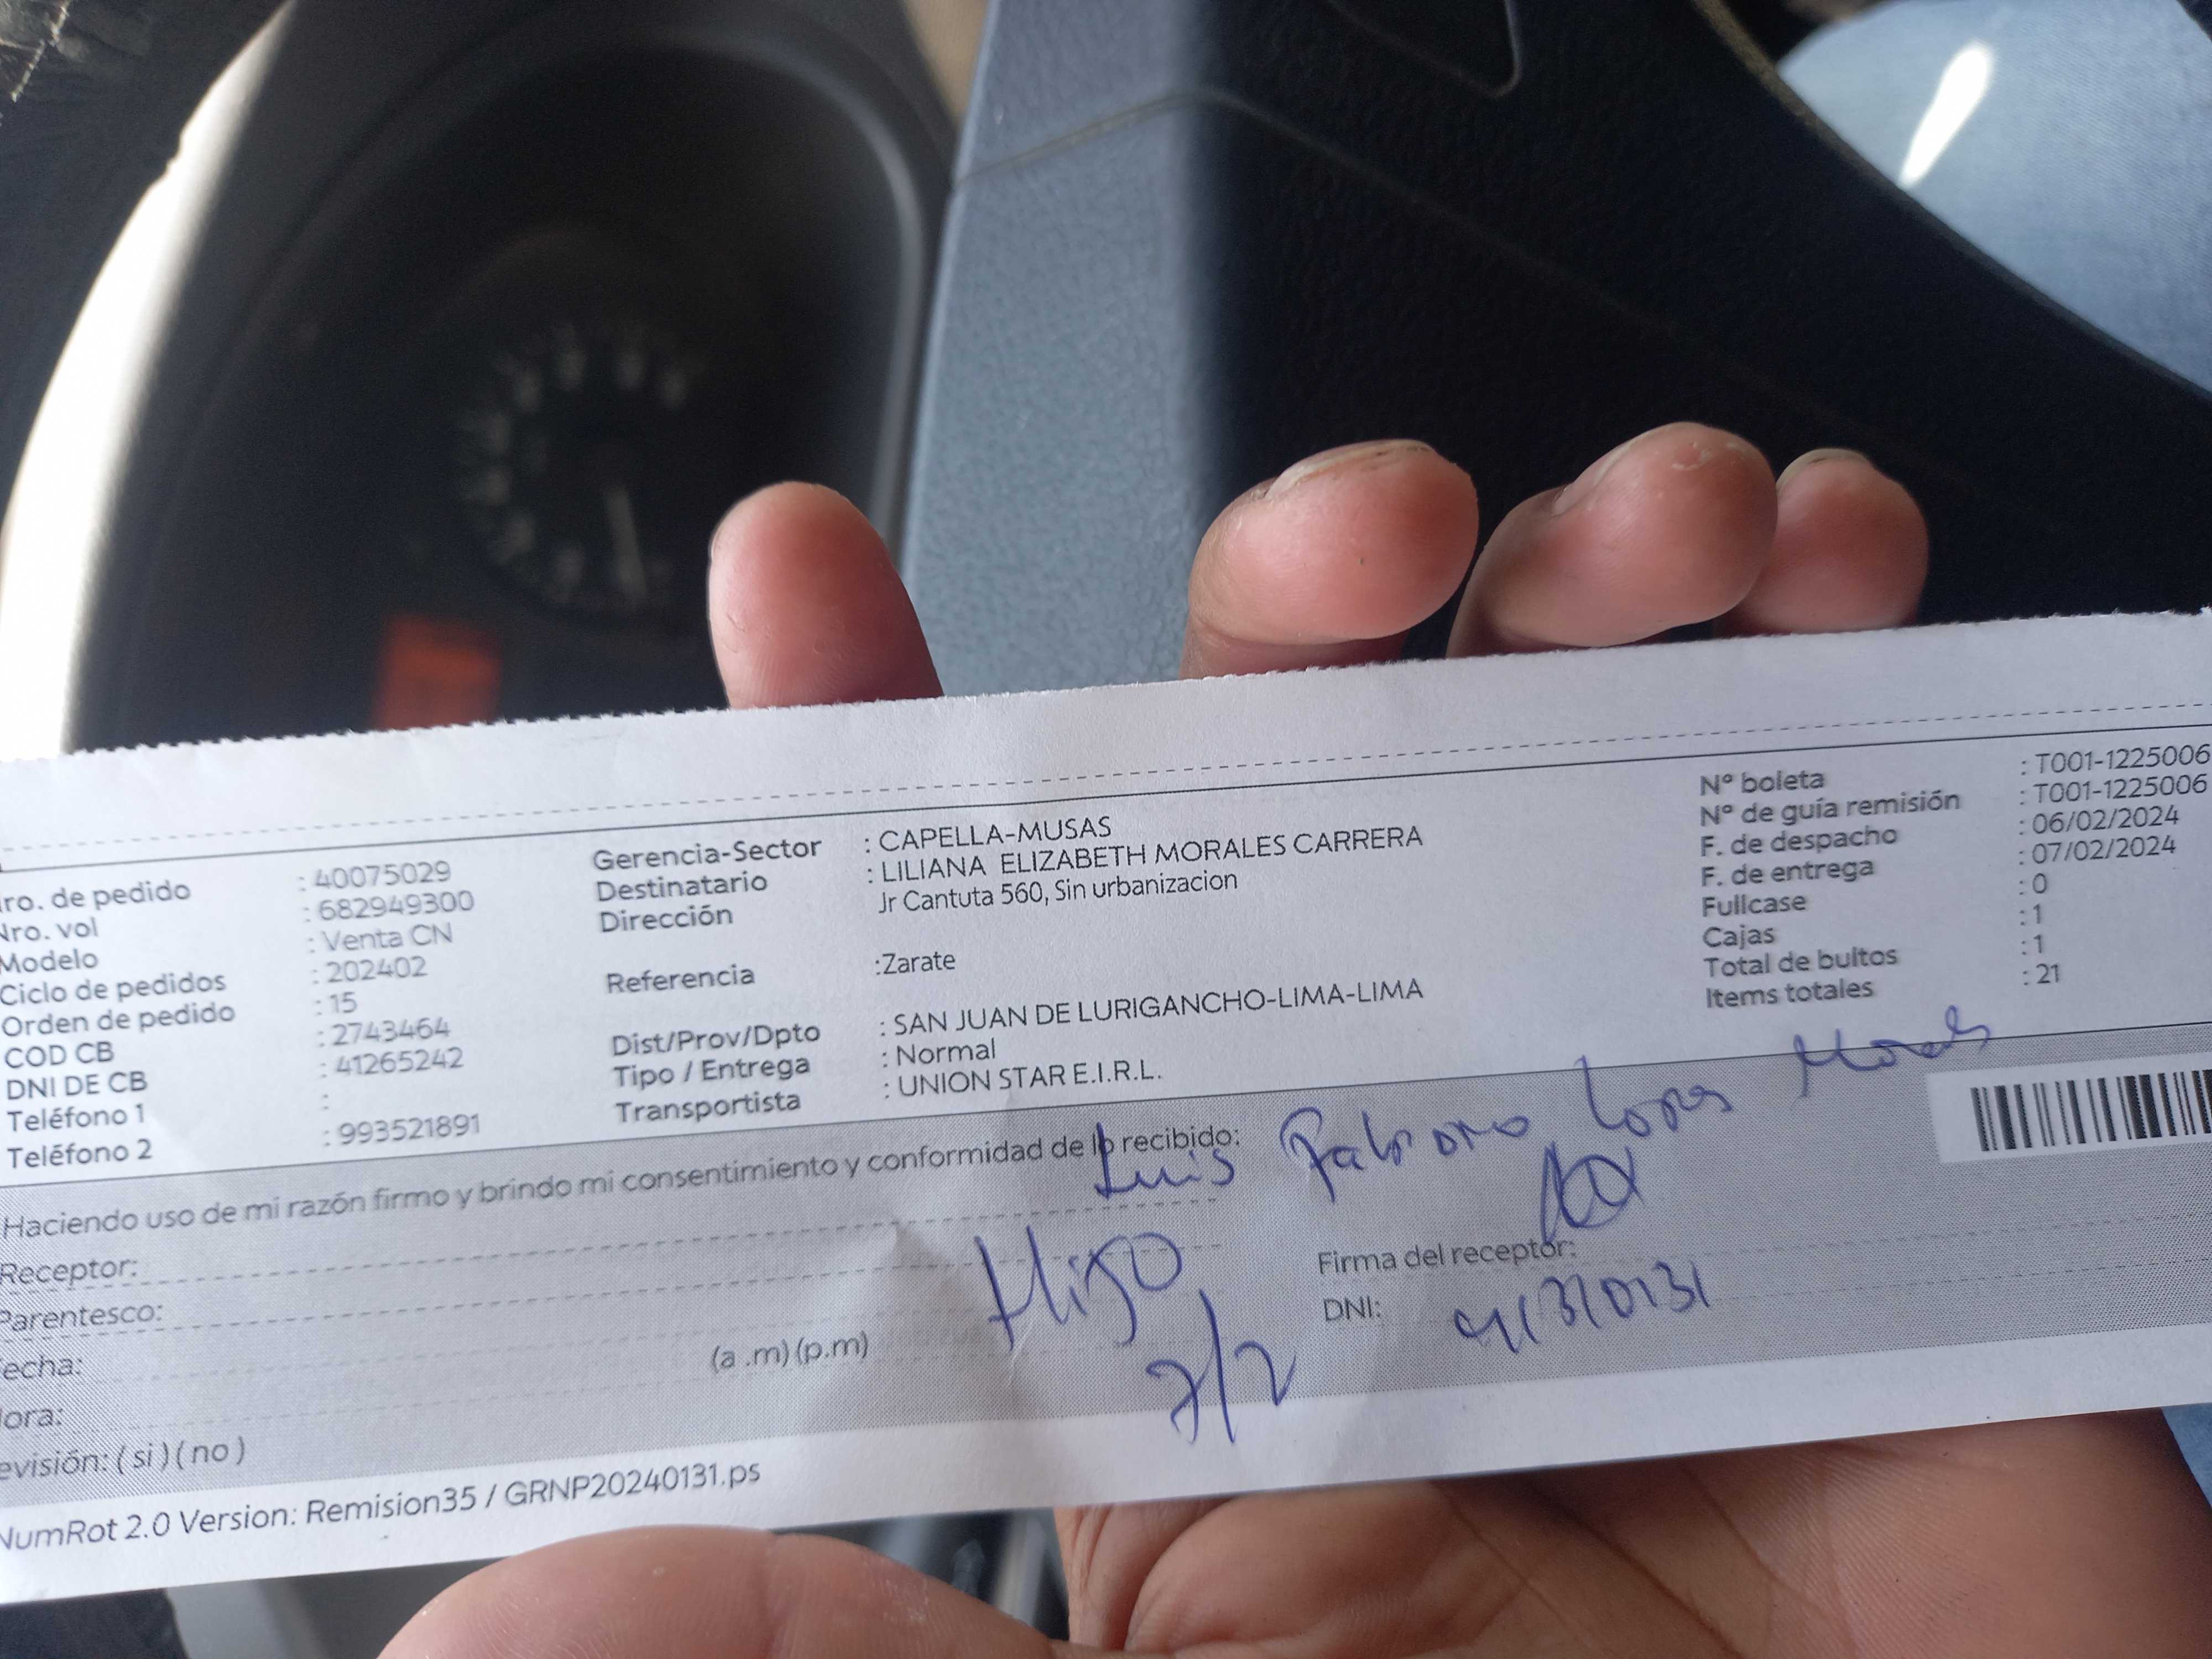 ro. de pedido : 40075029
Nro. vol : 682949300
Modelo : Venta CN
Ciclo de pedidos : 202402
Orden de pedido : 15
COD CB : 2743464
DNI DE CB : 41265242
Teléfono 1 :
Teléfono 2 : 993521891
Gerencia-Sector : CAPELLA-MUSAS
Destinatario : LILIANA ELIZABETH MORALES CARRERA
Dirección Jr Cantuta 560, Sin urbanizacion
Referencia :Zarate
Dist/Prov/Dpto : SAN JUAN DE LURIGANCHO-LIMA-LIMA
Tipo / Entrega : Normal
Transportista : UNION STAR E.I.R.L.
Nº boleta : T001-1225006
Nº de guía remisión : T001-1225006
F. de despacho : 06/02/2024
F. de entrega : 07/02/2024
Fullcase : 0
Cajas : 1
Total de bultos : 1
Items totales : 21
Haciendo uso de mi razón firmo y brindo mi consentimiento y conformidad de lo recibido:
Receptor: Luis
Parentesco: Hijo
echa: 7/2
ora: (a .m) (p.m)
evisión: ( si ) ( no )
Firma del receptor:
DNI:
NumRot 2.0 Version: Remision35 / GRNP20240131.ps